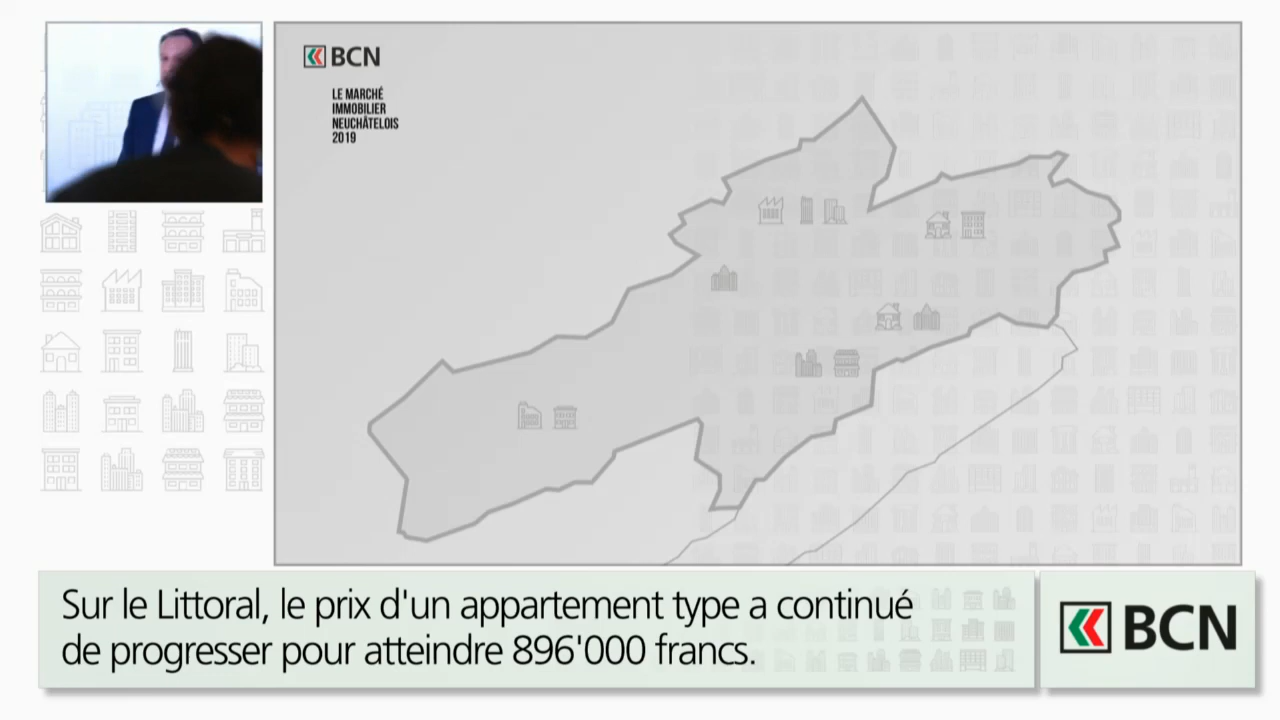 BCN
LE MARCHÉ
IMMOBILIER
NEUCHÂTELOIS
2019
Sur le Littoral, le prix d'un appartement type a continué
de progresser pour atteindre 896'000 francs.
BCN